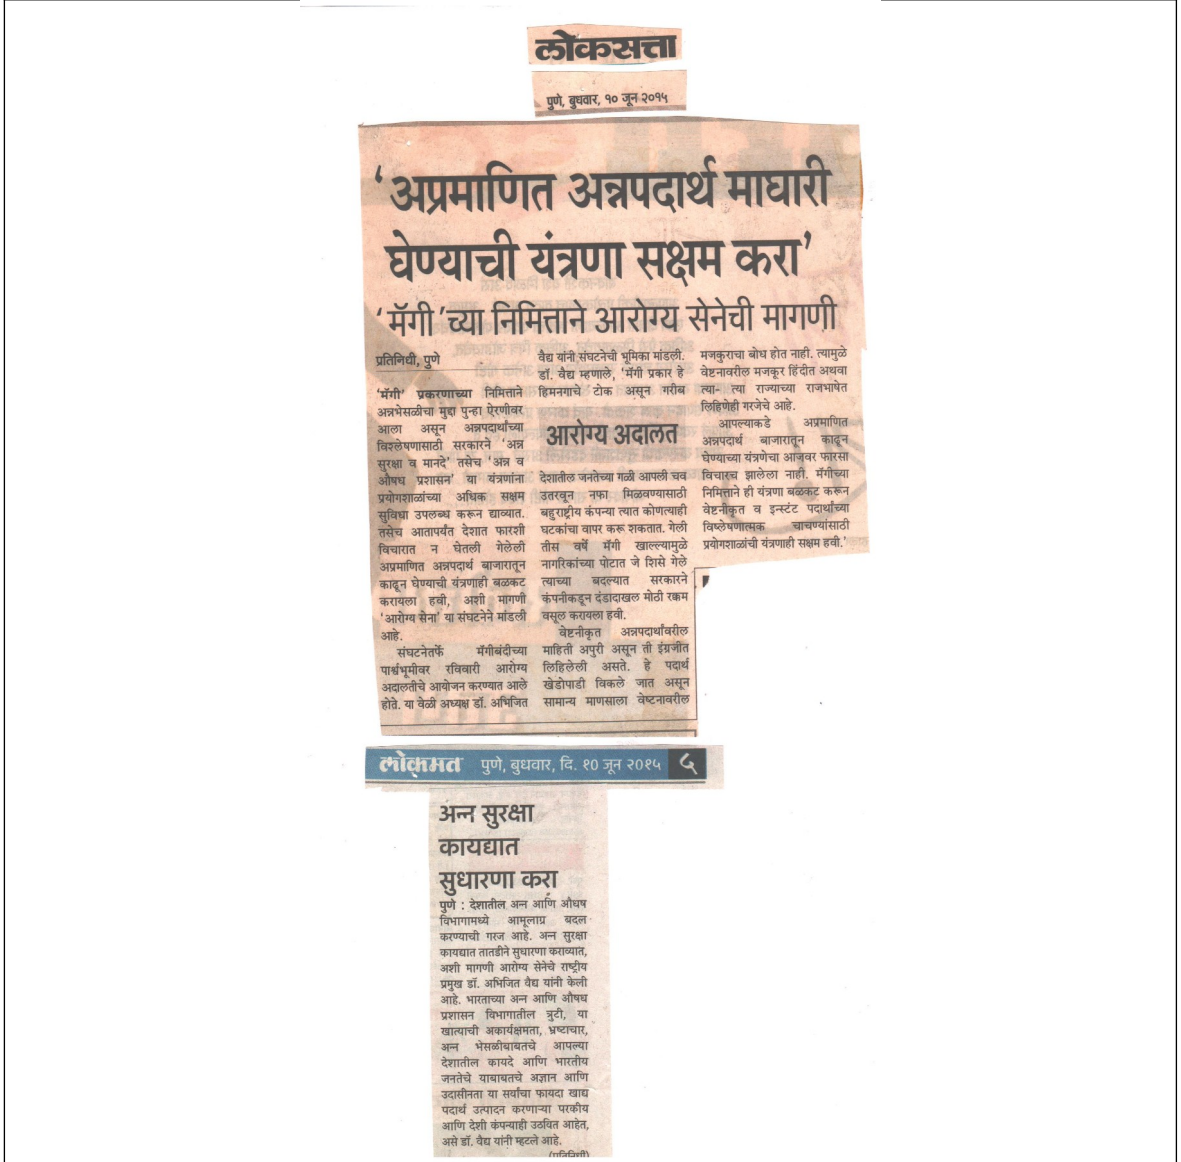 लोकसत्ता
पुणे, बुधवार, १० जून २०१५
'अप्रमाणित अन्नपदार्थ माघारी
घेण्याची यंत्रणा सक्षम करा'
'मॅगी'च्या निमित्ताने आरोग्य सेनेची मागणी
प्रतिनिधी, पुणे
'मॅगी' प्रकरणाच्या निमित्ताने
अन्नभेसळीचा मुद्दा पुन्हा ऐरणीवर
आला असून अन्नपदार्थांच्या
विश्लेषणासाठी सरकारने 'अन्न
सुरक्षा व मानदे' तसेच 'अन्न व
औषध प्रशासन' या यंत्रणांना
प्रयोगशाळांच्या अधिक सक्षम
सुविधा उपलब्ध करून द्याव्यात.
तसेच आतापर्यंत देशात फारशी
विचारात न घेतली गेलेली
अप्रमाणित अन्नपदार्थ बाजारातून
काढून घेण्याची यंत्रणाही बळकट
करायला हवी, अशी मागणी
'आरोग्य सेना' या संघटनेने मांडली
आहे.
संघटनेतर्फे मॅगीबंदीच्या
पार्श्वभूमीवर रविवारी आरोग्य
अदालतीचे आयोजन करण्यात आले
होते. या वेळी अध्यक्ष डॉ. अभिजित
वैद्य यांनी संघटनेची भूमिका मांडली.
डॉ. वैद्य म्हणाले, 'मॅगी प्रकार हे
हिमनगाचे टोक असून गरीब
आरोग्य अदालत
देशातील जनतेच्या गळी आपली चव
उतरवून नफा मिळवण्यासाठी
बहुराष्ट्रीय कंपन्या त्यात कोणत्याही
घटकांचा वापर करू शकतात. गेली
तीस वर्षे मॅगी खाल्ल्यामुळे
नागरिकांच्या पोटात जे शिसे गेले
त्याच्या बदल्यात सरकारने
कंपनीकडून दंडादाखल मोठी रक्कम
वसूल करायला हवी.
वेष्टनीकृत अन्नपदार्थांवरील
माहिती अपुरी असून ती इंग्रजीत
लिहिलेली असते. हे पदार्थ
खेडोपाडी विकले जात असून
सामान्य माणसाला वेष्टनावरील
मजकुराचा बोध होत नाही. त्यामुळे
वेष्टनावरील मजकूर हिंदीत अथवा
त्या- त्या राज्याच्या राजभाषेत
लिहिणेही गरजेचे आहे.
आपल्याकडे अप्रमाणित
अन्नपदार्थ बाजारातून काढून
घेण्याच्या यंत्रणेचा आजवर फारसा
विचारच झालेला नाही. मॅगीच्या
निमित्ताने ही यंत्रणा बळकट करून
वेष्टनीकृत व इन्स्टंट पदार्थांच्या
विष्लेषणात्मक चाचण्यांसाठी
प्रयोगशाळांची यंत्रणाही सक्षम हवी.'
लोकमत पुणे, बुधवार, दि. १० जून २०१५ ५
अन्न सुरक्षा
कायद्यात
सुधारणा करा
पुणे : देशातील अन्न आणि औषध
विभागामध्ये आमूलाग्र बदल
करण्याची गरज आहे. अन्न सुरक्षा
कायद्यात तातडीने सुधारणा कराव्यात,
अशी मागणी आरोग्य सेनेचे राष्ट्रीय
प्रमुख डॉ. अभिजित वैद्य यांनी केली
आहे. भारताच्या अन्न आणि औषध
प्रशासन विभागातील त्रुटी, या
खात्याची अकार्यक्षमता, भ्रष्टाचार,
अन्न भेसळीबाबतचे आपल्या
देशातील कायदे आणि भारतीय
जनतेचे याबाबतचे अज्ञान आणि
उदासीनता या सर्वांचा फायदा खाद्य
पदार्थ उत्पादन करणाऱ्या परकीय
आणि देशी कंपन्याही उठवित आहेत,
असे डॉ. वैद्य यांनी म्हटले आहे.
(प्रतिनिधी)